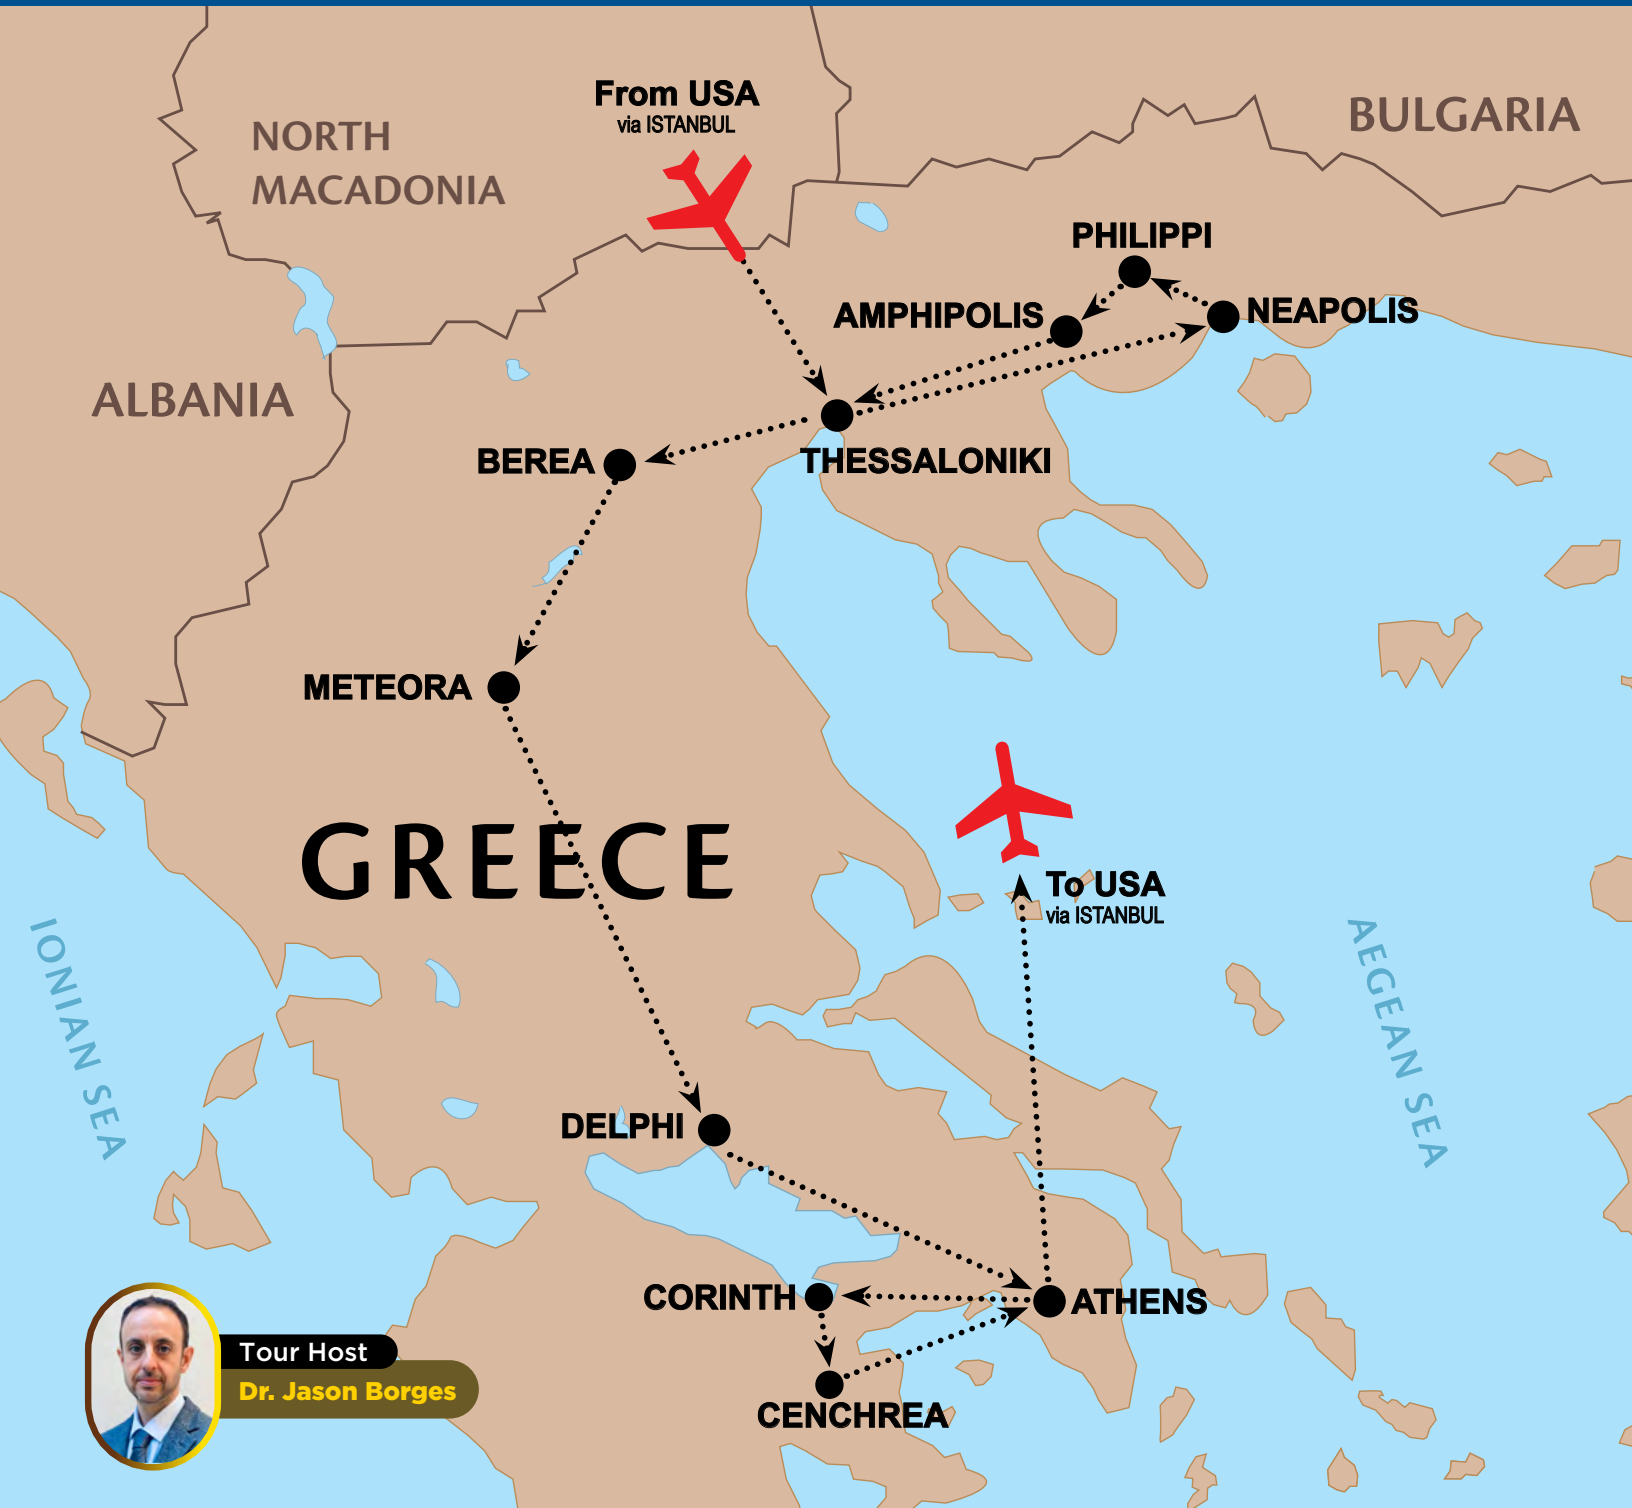 From USA
via ISTANBUL
BULGARIA
NORTH
MACADONIA
PHILIPPI
AMPHIPOLIS
NEAPOLIS
ALBANIA
BEREA
THESSALONIKI
METEORA
GREECE
To USA
via ISTANBUL
IONIAN SEA
AEGEAN SEA
DELPHI
CORINTH
ATHENS
CENCHREA
Tour Host
Dr. Jason Borges